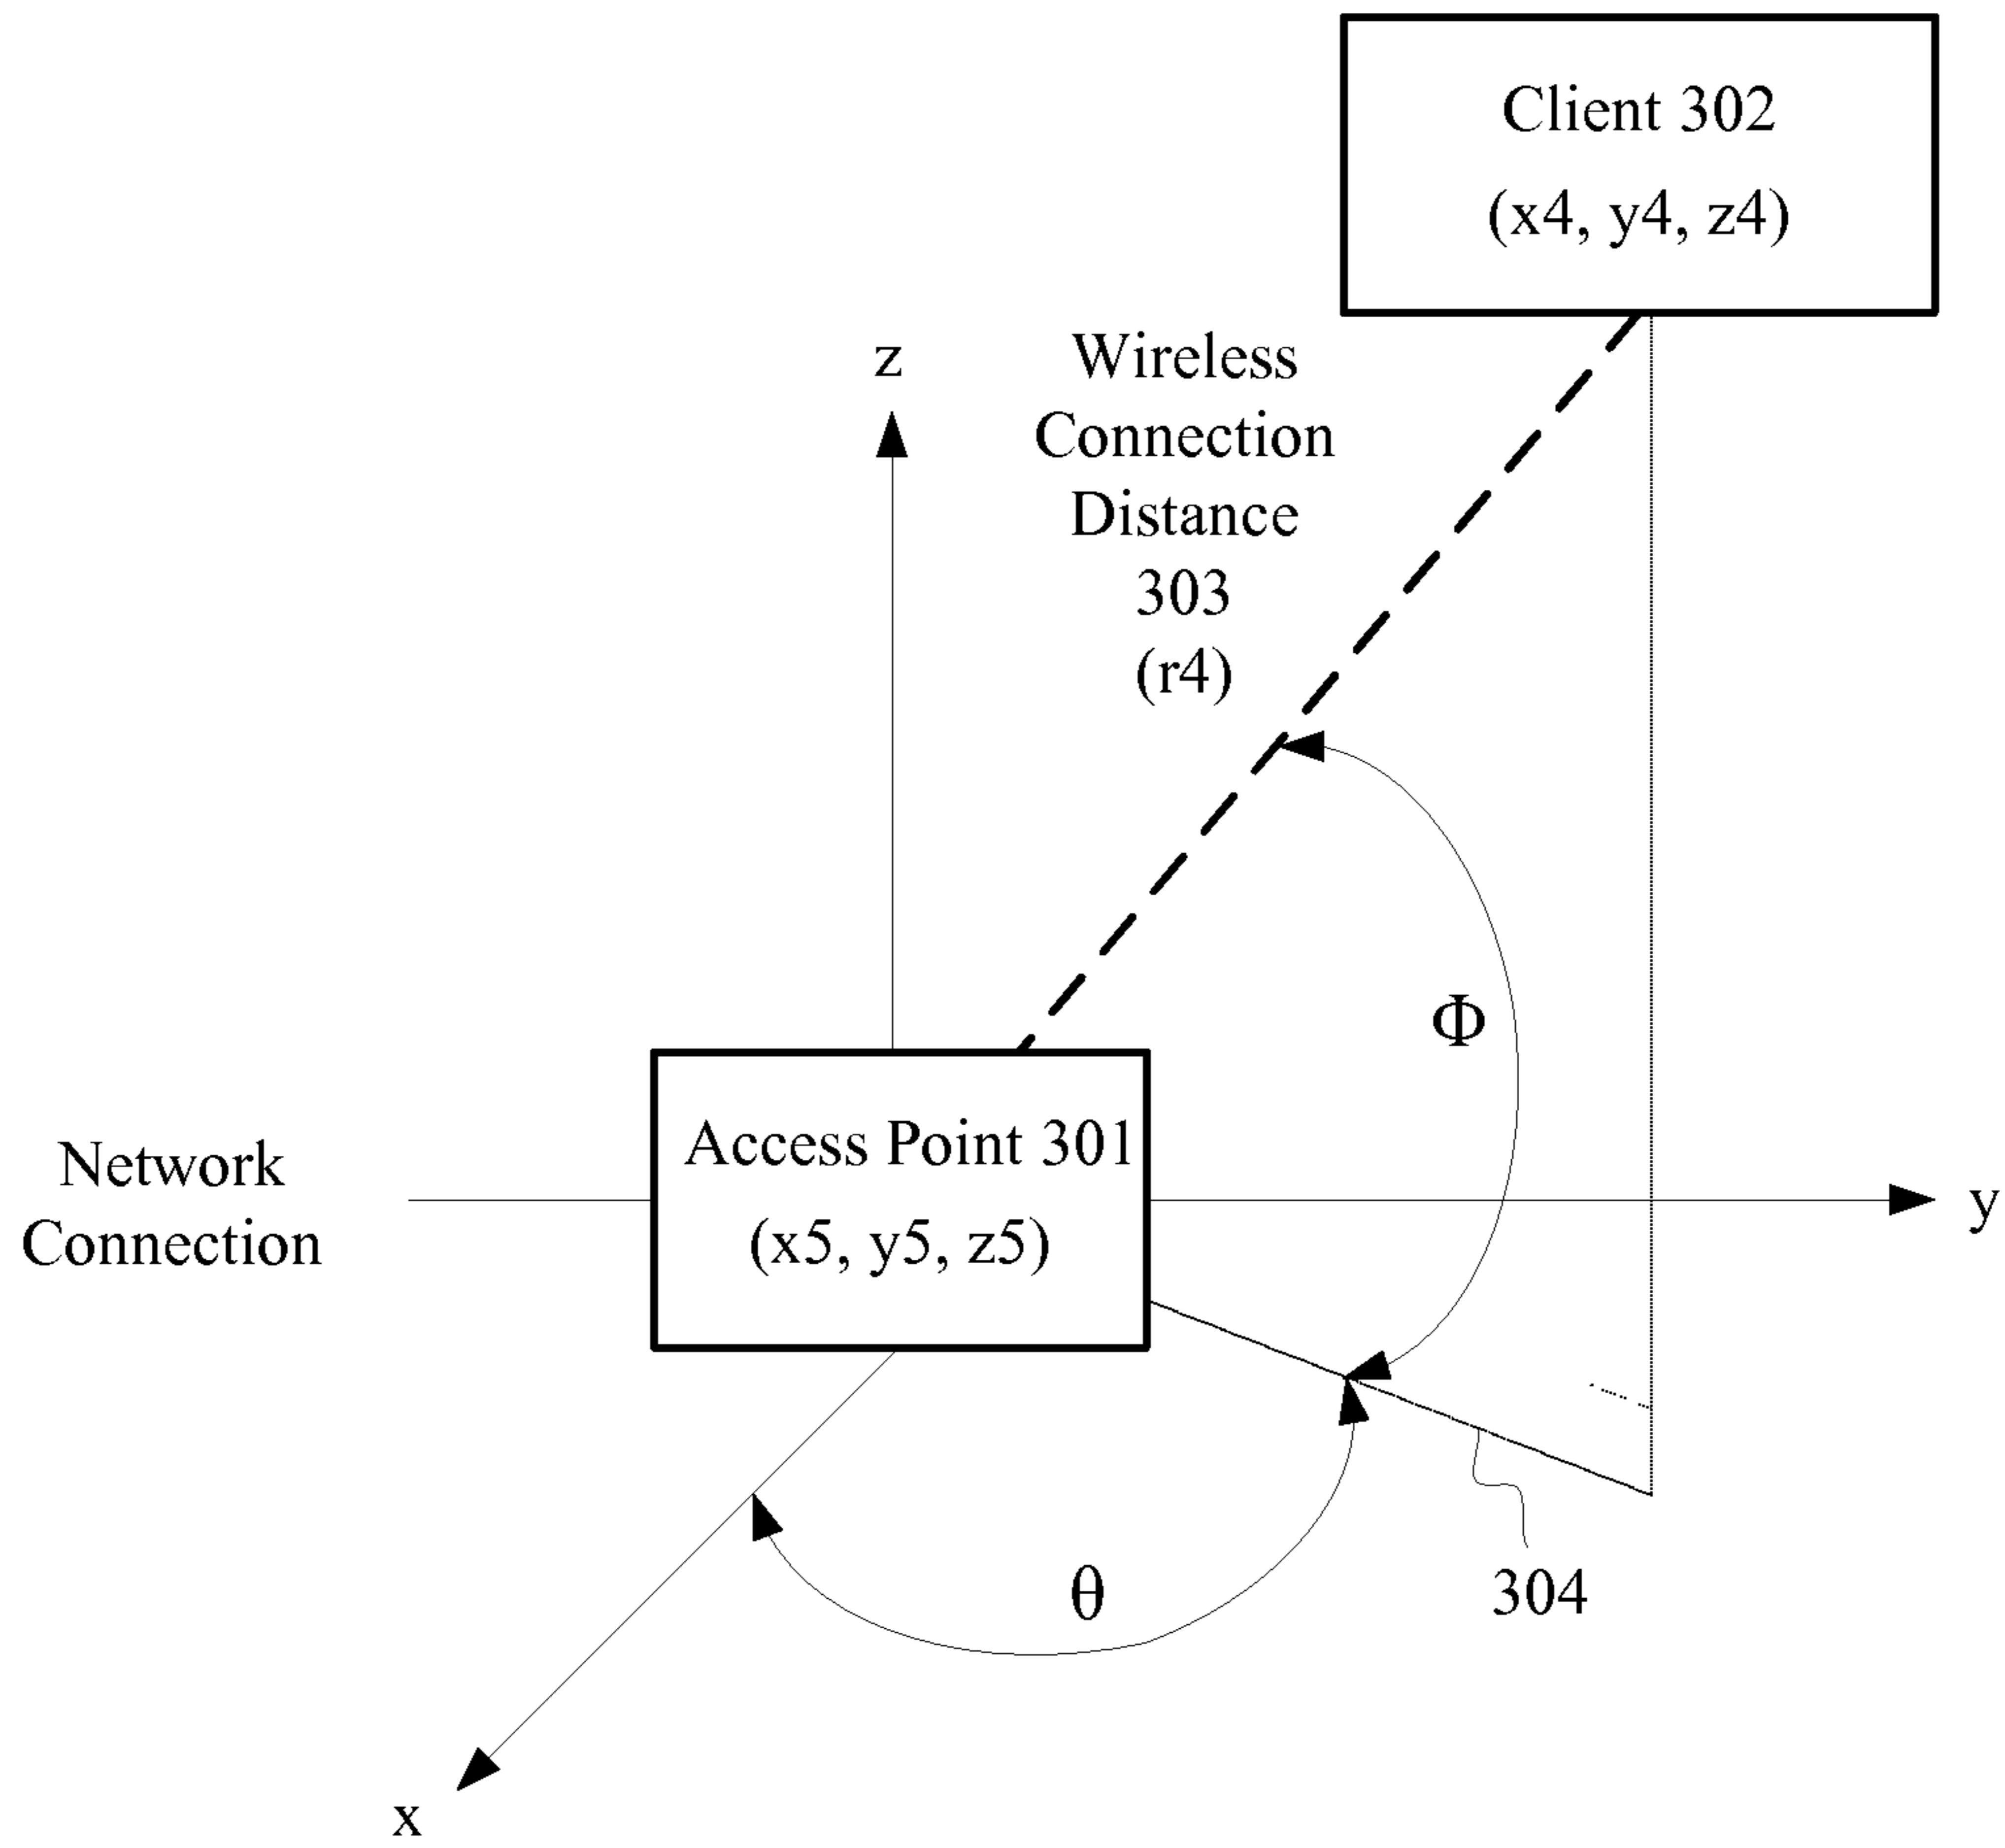 Client 302
(x4, y4, z4)
z
Wireless
Connection
Distance
303
(r4)
Φ
Access Point 301
(x5, y5, z5)
Network
Connection
y
θ
304
x